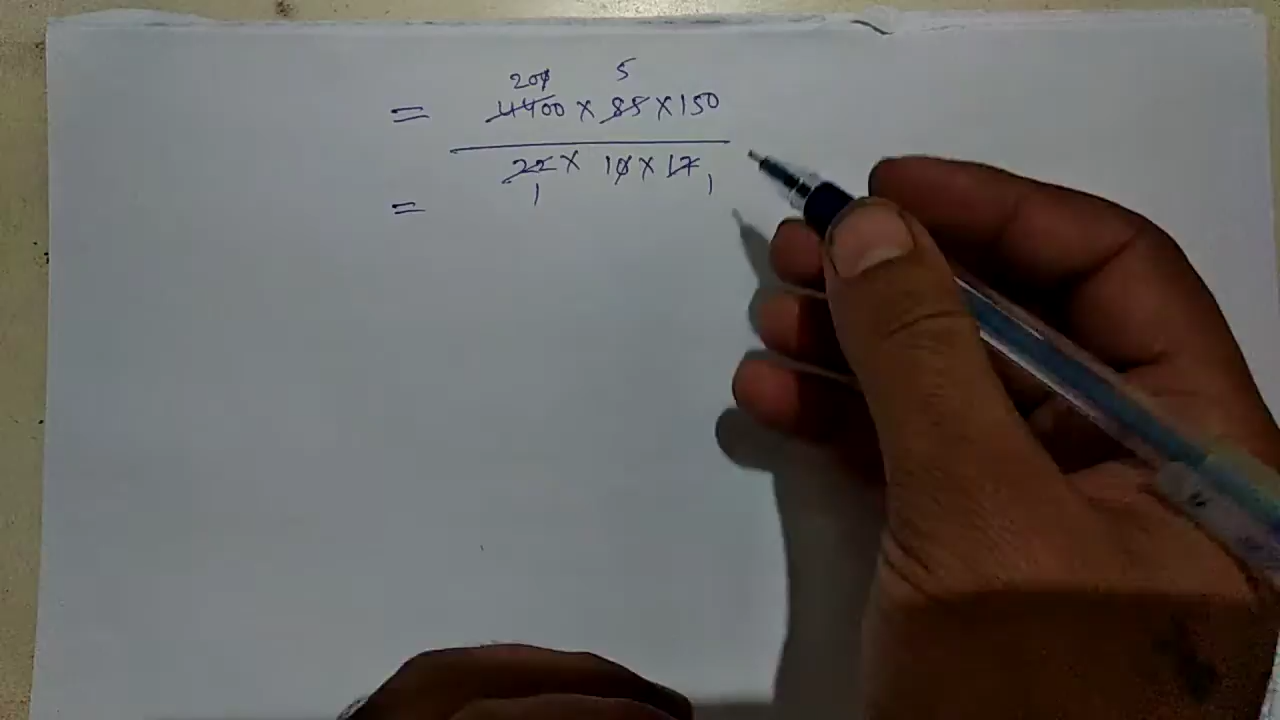 200 5
= 4400 × 85 × 150
22 × 10 × 17
1 1
=